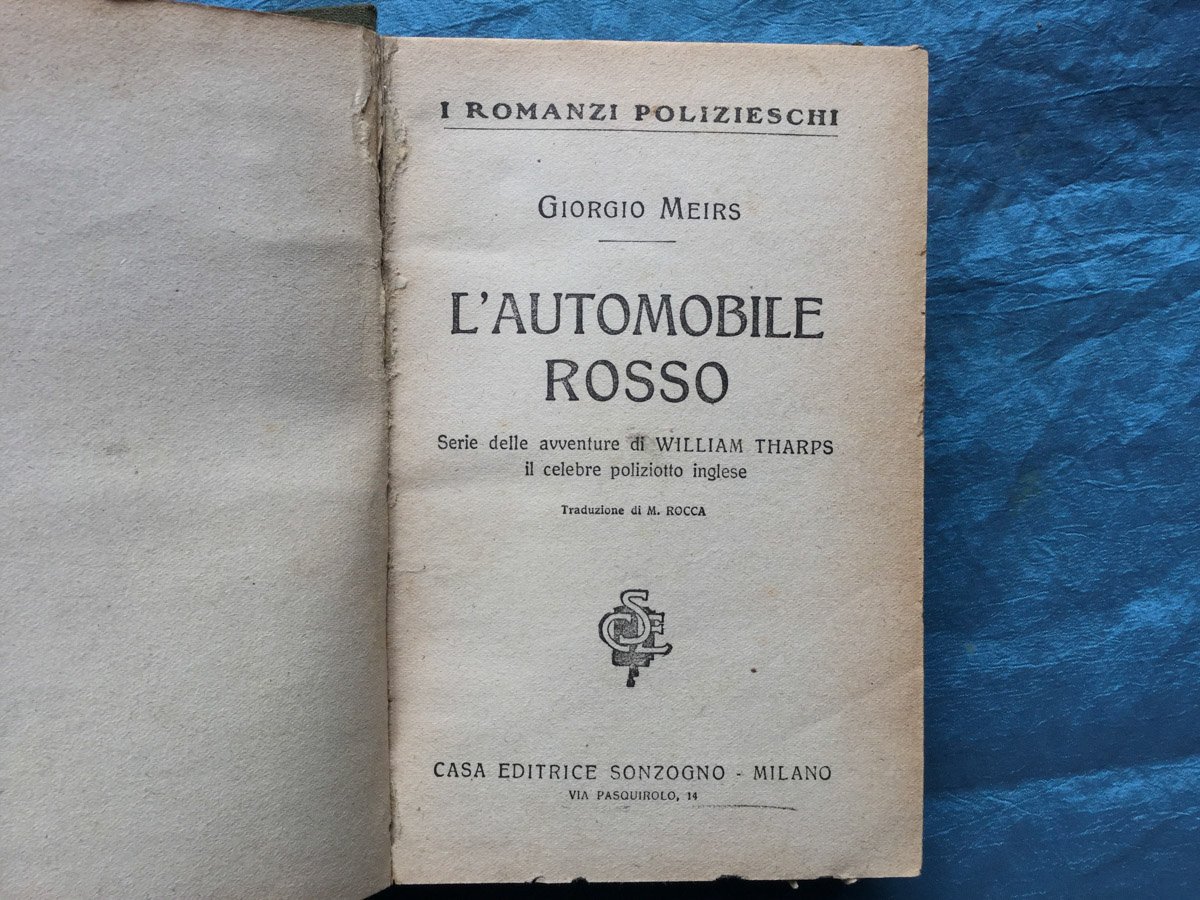 I ROMANZI POLIZIESCHI
GIORGIO MEIRS
L'AUTOMOBILE
ROSSO
Serie delle avventure di WILLIAM THARPS
il celebre poliziotto inglese
Traduzione di M. ROCCA
SCE
CASA EDITRICE SONZOGNO - MILANO
VIA PASQUIROLO, 14